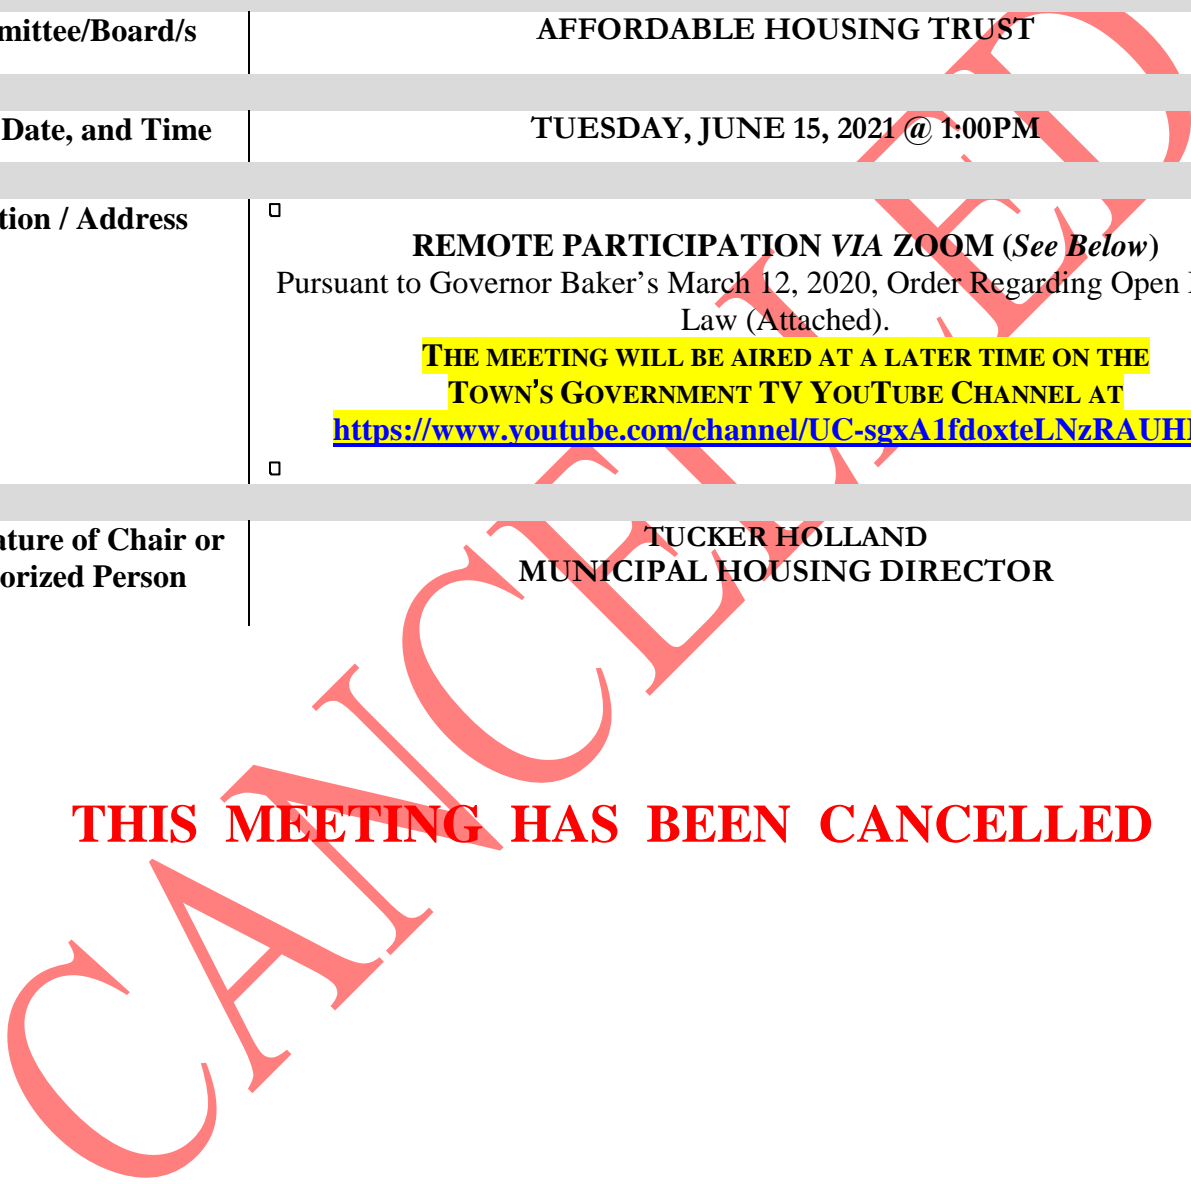 mittee/Board/s
AFFORDABLE HOUSING TRUST
Date, and Time
TUESDAY, JUNE 15, 2021 @ 1:00PM
tion / Address
REMOTE PARTICIPATION VIA ZOOM (See Below)
Pursuant to Governor Baker’s March 12, 2020, Order Regarding Open
Law (Attached).
THE MEETING WILL BE AIRED AT A LATER TIME ON THE
TOWN’S GOVERNMENT TV YOUTUBE CHANNEL AT
https://www.youtube.com/channel/UC-sgxA1fdoxteLNzRAUH
ature of Chair or
orized Person
TUCKER HOLLAND
MUNICIPAL HOUSING DIRECTOR
THIS MEETING HAS BEEN CANCELLED
CANCELLED